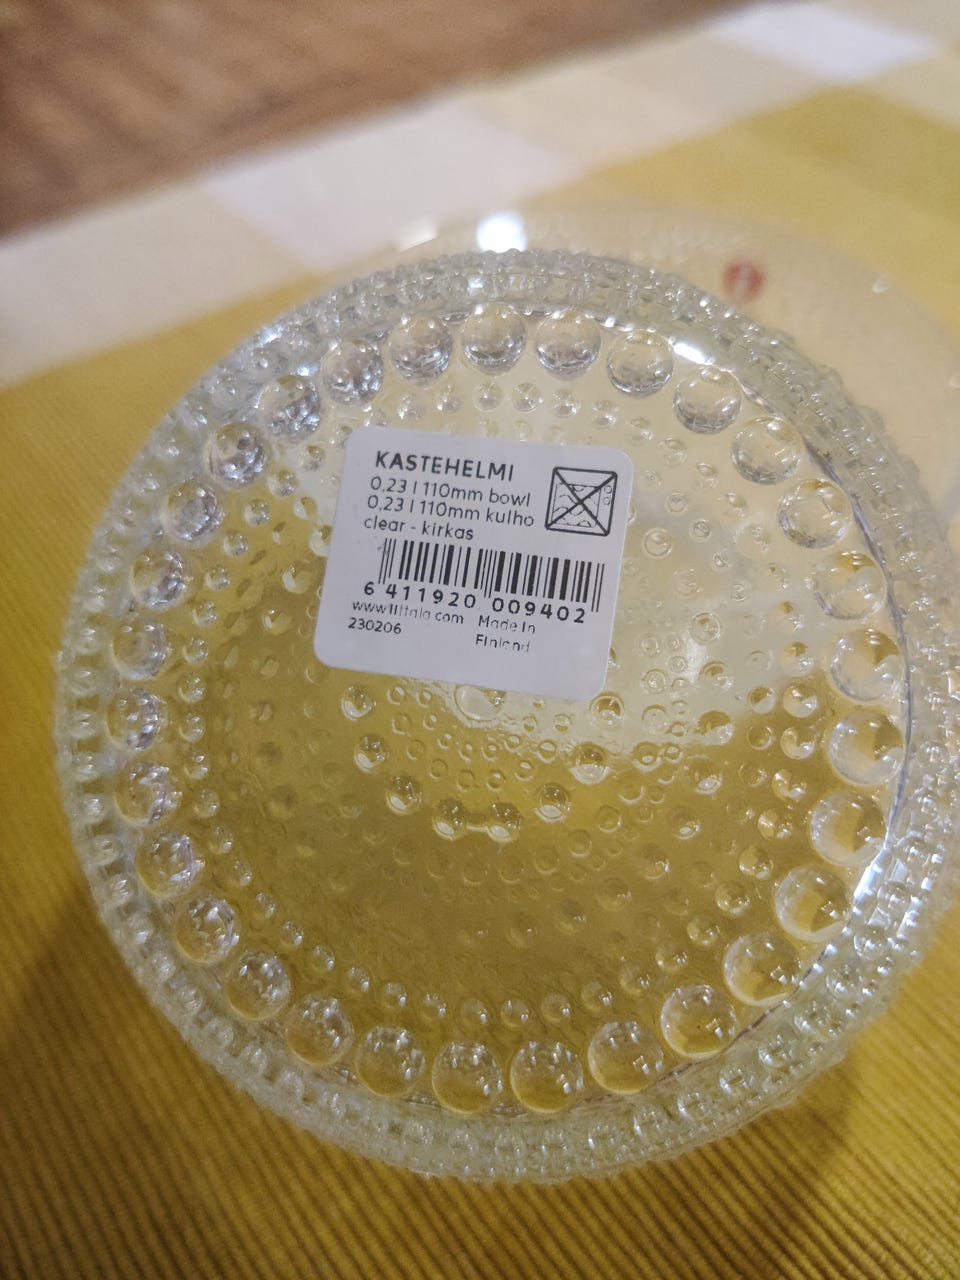 KASTEHELMI
0,23 l 110mm bowl
0,23 l 110mm kulho
clear - kirkas
6 411920 009402
www.iittala.com Made in
230206 Finland